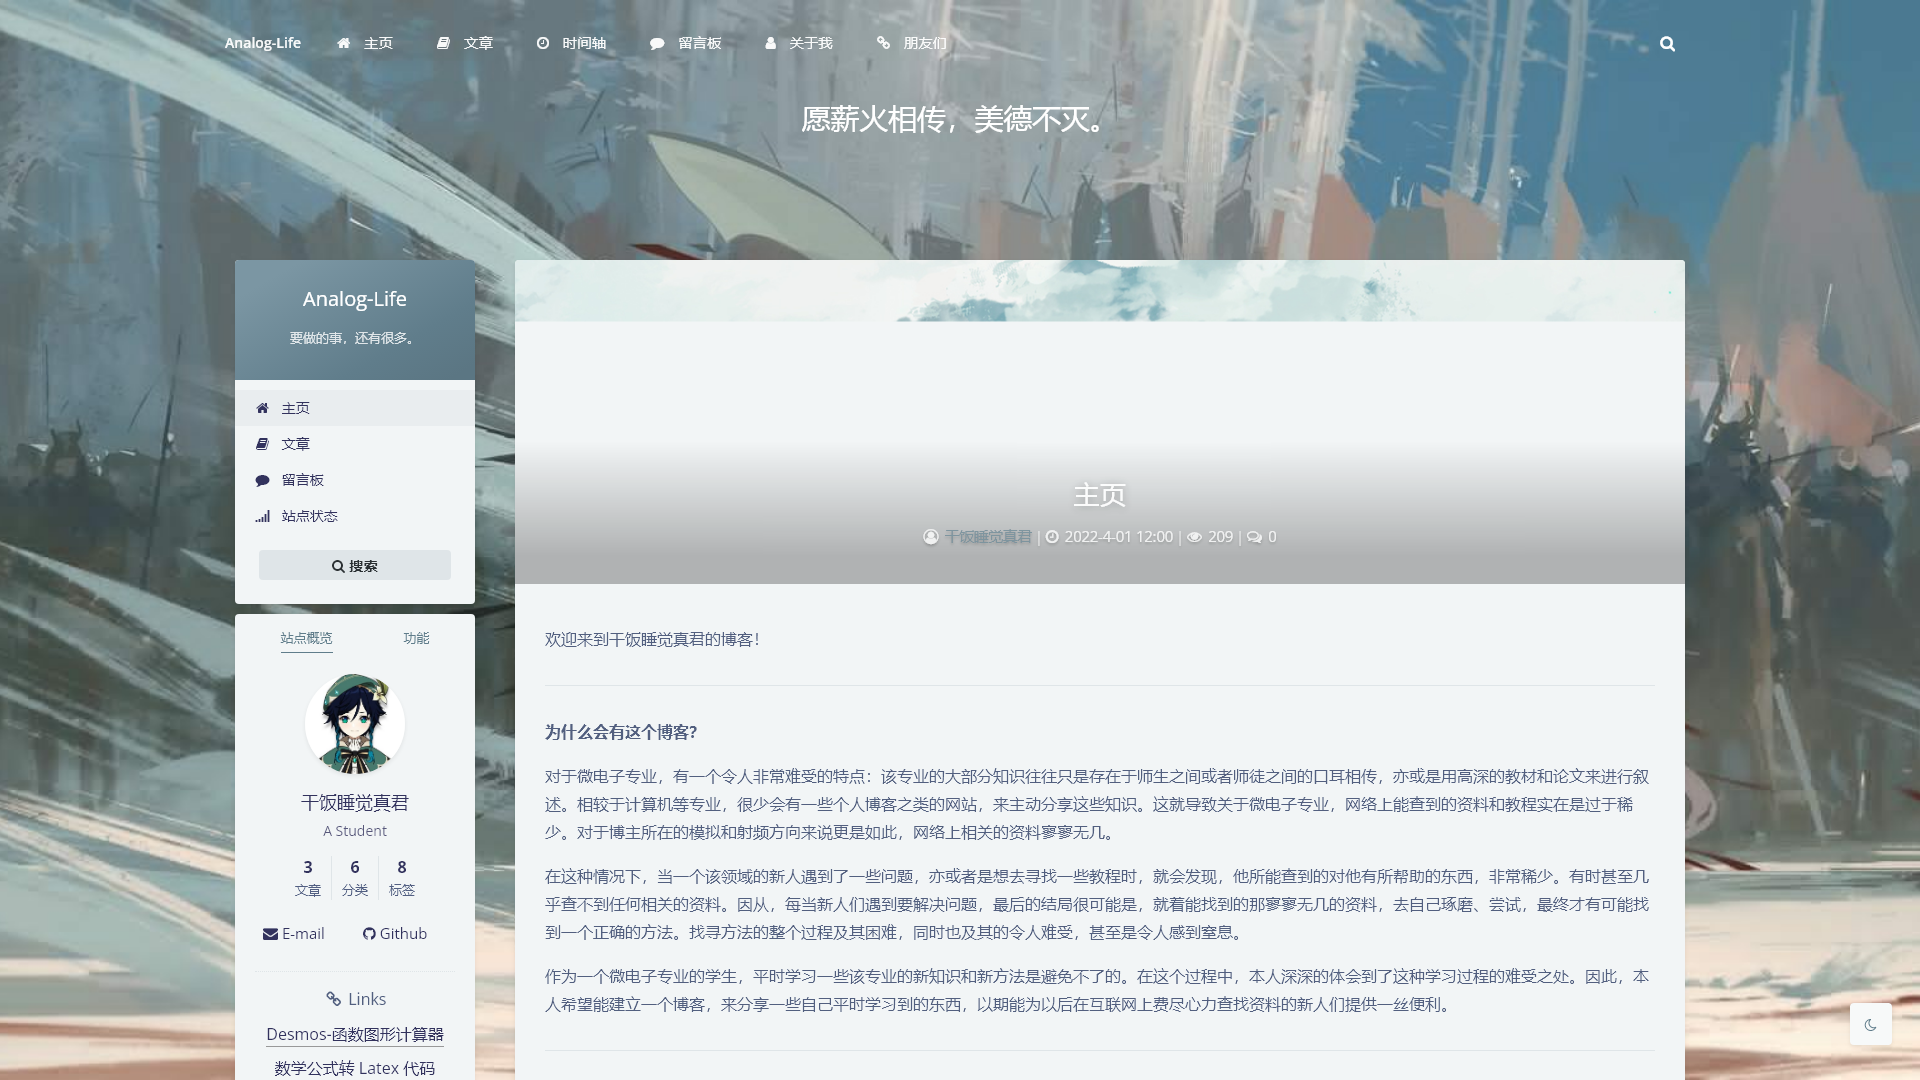 Analog-Life 主页 文章 时间轴 留言板 关于我 朋友们
愿薪火相传，美德不灭。
Analog-Life
要做的事，还有很多。
主页
文章
留言板
站点状态
搜索
站点概览 功能
干饭睡觉真君
A Student
3 6 8
文章 分类 标签
E-mail Github
Links
Desmos-函数图形计算器
数学公式转 Latex 代码
主页
干饭睡觉真君 | 2022-4-01 12:00 | 209 | 0
欢迎来到干饭睡觉真君的博客！
为什么会有这个博客？
对于微电子专业，有一个令人非常难受的特点：该专业的大部分知识往往只是存在于师生之间或者师徒之间的口耳相传，亦或是用高深的教材和论文来进行叙
述。相较于计算机等专业，很少会有一些个人博客之类的网站，来主动分享这些知识。这就导致关于微电子专业，网络上能查到的资料和教程实在是过于稀
少。对于博主所在的模拟和射频方向来说更是如此，网络上相关的资料寥寥无几。
在这种情况下，当一个该领域的新人遇到了一些问题，亦或者是想去寻找一些教程时，就会发现，他所能查到的对他有所帮助的东西，非常稀少。有时甚至几
乎查不到任何相关的资料。因从，每当新人们遇到要解决问题，最后的结局很可能是，就着能找到的那寥寥无几的资料，去自己琢磨、尝试，最终才有可能找
到一个正确的方法。找寻方法的整个过程及其困难，同时也及其的令人难受，甚至是令人感到窒息。
作为一个微电子专业的学生，平时学习一些该专业的新知识和新方法是避免不了的。在这个过程中，本人深深的体会到了这种学习过程的难受之处。因此，本
人希望能建立一个博客，来分享一些自己平时学习到的东西，以期能为以后在互联网上费尽心力查找资料的新人们提供一丝便利。